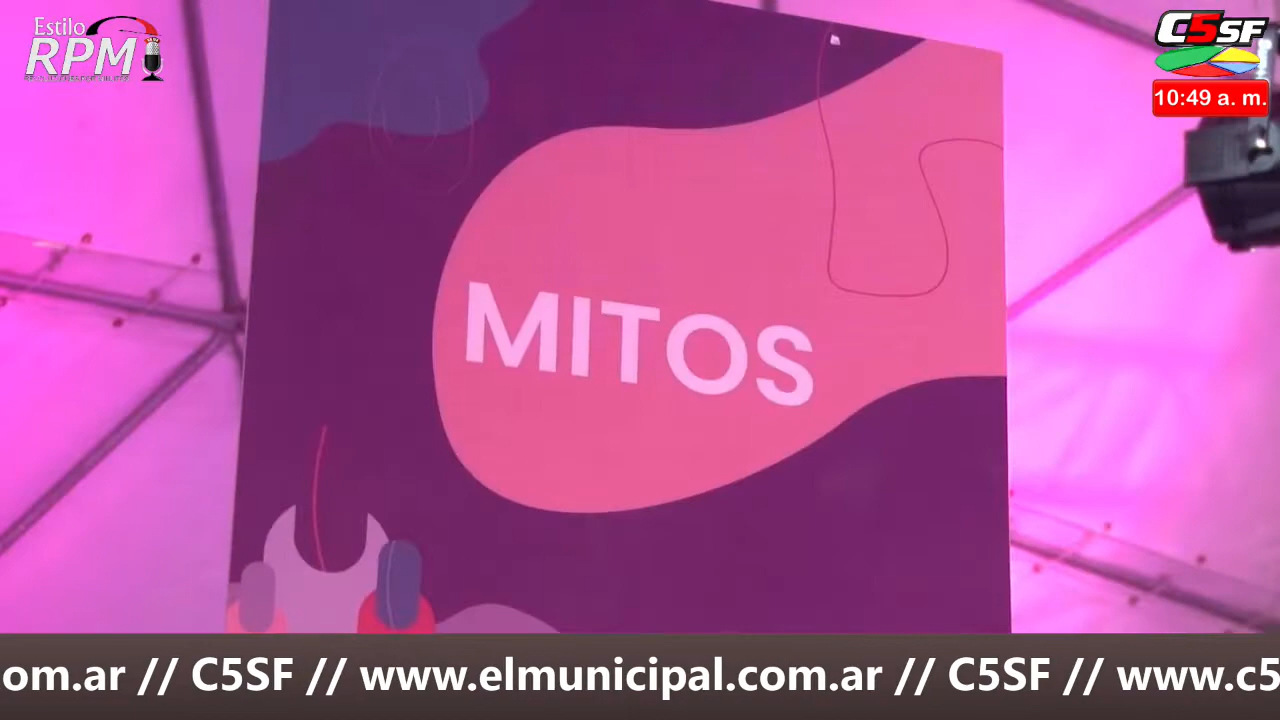 Estilo
RPM
C5SF
10:49 a. m.
MITOS
om.ar // C5SF // www.elmunicipal.com.ar // C5SF // www.c5